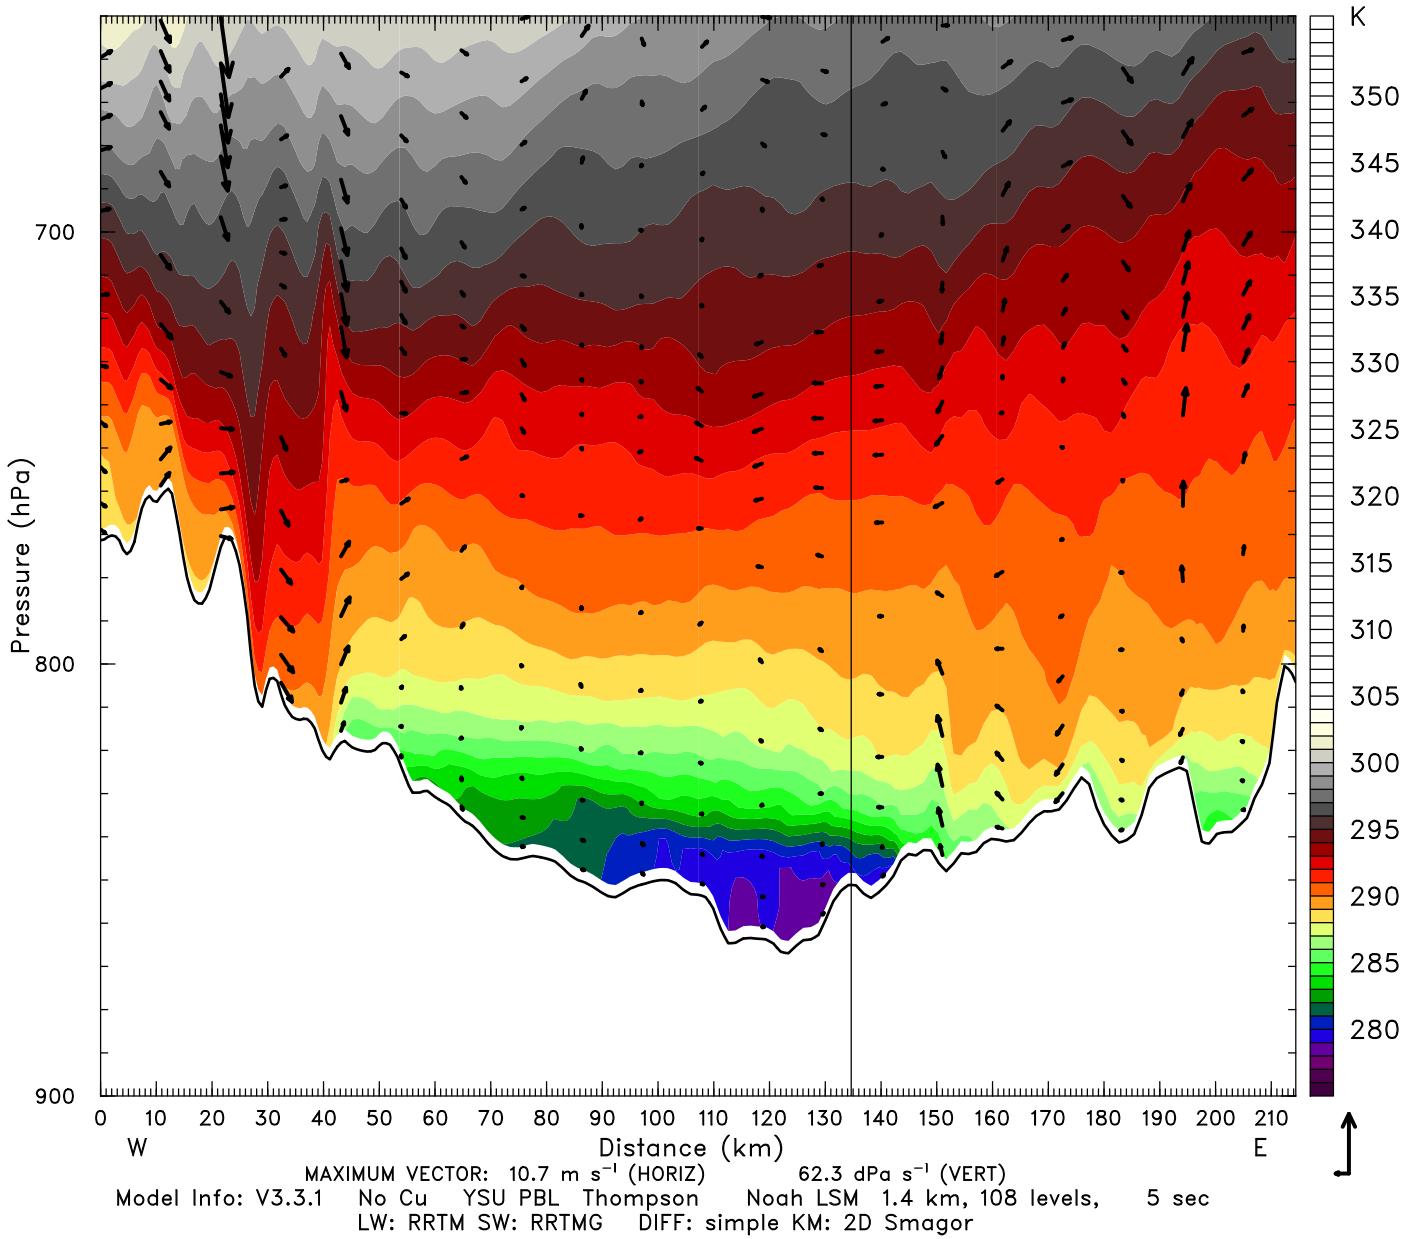 K
350
345
340
335
330
325
320
315
310
305
300
295
290
285
280
700
800
900
Pressure (hPa)
0 10 20 30 40 50 60 70 80 90 100 110 120 130 140 150 160 170 180 190 200 210
W Distance (km) E
MAXIMUM VECTOR: 10.7 m s⁻¹ (HORIZ) 62.3 dPa s⁻¹ (VERT)
Model Info: V3.3.1 No Cu YSU PBL Thompson Noah LSM 1.4 km, 108 levels, 5 sec
LW: RRTM SW: RRTMG DIFF: simple KM: 2D Smagor